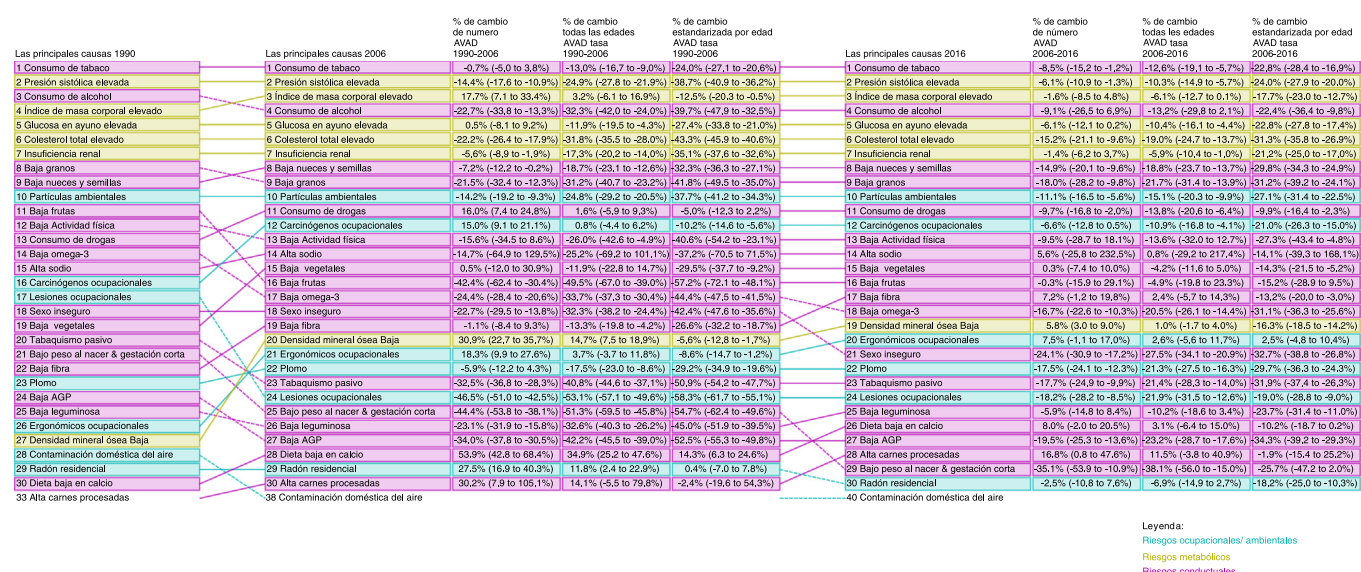 Las principales causas 1990
Las principales causas 2006
% de cambio de número AVAD 1990-2006
% de cambio todas las edades AVAD tasa 1990-2006
% de cambio estandarizada por edad AVAD tasa 1990-2006
Las principales causas 2016
% de cambio de número AVAD 2006-2016
% de cambio todas las edades AVAD tasa 2006-2016
% de cambio estandarizada por edad AVAD tasa 2006-2016
1 Consumo de tabaco 1 Consumo de tabaco -0,7% (-5,0 to 3,8%) -13,0% (-16,7 to -9,0%) -24,0% (-27,1 to -20,6%) 1 Consumo de tabaco -8,5% (-15,2 to -1,2%) -12,6% (-19,1 to -5.7%) -22.8% (-28,4 to -16,9%)
2 Presión sistólica elevada 2 Presión sistólica elevada -14.4% (-17.6 to -10.9%) -24,9% (-27,8 to -21.9%) -38,7% (-40,9 to -36,2%) 2 Presión sistólica elevada -6.1% (-10.9 to -1.3%) -10,3% (-14,9 to -5.7%) -24.0% (-27,9 to -20.0%)
3 Consumo de alcohol 3 Índice de masa corporal elevado 17.7% (7.1 to 33.4%) 3.2% (-6.1 to 16.9%) -12.5% (-20.3 to -0.5%) 3 Índice de masa corporal elevado -1.6% (-8.5 to 4,8%) -6.1% (-12,7 to 0.1%) -17.7% (-23.0 to -12.7%)
4 Índice de masa corporal elevado 4 Consumo de alcohol -22,7% (-33,8 to -13,3%) -32,3% (-42,0 to -24,0%) -39,7% (-47,9 to -32,5%) 4 Consumo de alcohol -9,1% (-26,5 to 6,9%) -13,2% (-29,8 to 2,1%) -22,4% (-36,4 to -9,8%)
5 Glucosa en ayuno elevada 5 Glucosa en ayuno elevada 0.5% (-8,1 to 9.2%) -11.9% (-19.5 to -4.3%) -27.4% (-33.8 to -21.0%) 5 Glucosa en ayuno elevada -6.1% (-12,1 to 0.2%) -10.4% (-16.1 to -4.4%) -22.8% (-27.8 to -17.4%)
6 Colesterol total elevado 6 Colesterol total elevado -22.2% (-26.4 to -17.9%) -31.8% (-35.5 to -28.0%) -43.3% (-45.9 to -40.6%) 6 Colesterol total elevado -15.2% (-21.1 to -9.6%) -19.0% (-24.7 to -13.7%) -31.3% (-35.8 to -26.9%)
7 Insuficiencia renal 7 Insuficiencia renal -5,6% (-8,9 to -1,9%) -17,3% (-20,2 to -14.0%) -35,1% (-37,6 to -32,6%) 7 Insuficiencia renal -1,4% (-6,2 to 3,7%) -5,9% (-10,4 to -1,0%) -21,2% (-25,0 to -17,0%)
8 Baja granos 8 Baja nueces y semillas -7,2% (-12,2 to -0,2%) -18,7% (-23,1 to -12,6%) -32,3% (-36,3 to -27,1%) 8 Baja nueces y semillas -14,9% (-20,1 to -9,6%) -18,8% (-23,7 to -13,7%) -29,8% (-34,3 to -24,9%)
9 Baja nueces y semillas 9 Baja granos -21,5% (-32,4 to -12,3%) -31,2% (-40,7 to -23,2%) -41,8% (-49,5 to -35,0%) 9 Baja granos -18,0% (-28,2 to -9,8%) -21,7% (-31,4 to -13,9%) -31,2% (-39,2 to -24,1%)
10 Partículas ambientales 10 Partículas ambientales -14,2% (-19,2 to -9,3%) -24,8% (-29,2 to -20,5%) -37,7% (-41,2 to -34,3%) 10 Partículas ambientales -11,1% (-16,5 to -5,6%) -15,1% (-20,3 to -9,9%) -27,1% (-31,4 to -22,5%)
11 Baja frutas 11 Consumo de drogas 16,0% (7,4 to 24,8%) 1,6% (-5,9 to 9,3%) -5,0% (-12,3 to 2,2%) 11 Consumo de drogas -9,7% (-16,8 to -2,0%) -13,8% (-20,6 to -6,4%) -9,9% (-16,4 to -2,3%)
12 Baja Actividad física 12 Carcinógenos ocupacionales 15,0% (9,1 to 21,1%) 0,8% (-4,4 to 6,2%) -10,2% (-14,6 to -5,6%) 12 Carcinógenos ocupacionales -6,6% (-12,8 to 0,5%) -10,9% (-16,8 to -4,1%) -21,0% (-26,3 to -15,0%)
13 Consumo de drogas 13 Baja Actividad física -15,6% (-34,5 to 8,6%) -26,0% (-42,6 to -4,9%) -40,6% (-54,2 to -23,1%) 13 Baja Actividad física -9,5% (-28,7 to 18,1%) -13,6% (-32,0 to 12,7%) -27,3% (-43,4 to -4,8%)
14 Baja omega-3 14 Alta sodio -14,7% (-64,9 to 129,5%) -25,2% (-69,2 to 101,1%) -37,2% (-70,5 to 71,5%) 14 Alta sodio 5,6% (-25,8 to 232,5%) 0,8% (-29,2 to 217,4%) -14,1% (-39,3 to 168,1%)
15 Alta sodio 15 Baja vegetales 0,5% (-12,0 to 30,9%) -11,9% (-22,8 to 14,7%) -29,5% (-37,7 to -9,2%) 15 Baja vegetales 0,3% (-7,4 to 10,0%) -4,2% (-11,6 to 5,0%) -14,3% (-21,5 to -5,2%)
16 Carcinógenos ocupacionales 16 Baja frutas -42,4% (-62,4 to -30,4%) -49,5% (-67,0 to -39,0%) -57,2% (-72,1 to -48,1%) 16 Baja frutas -0,3% (-15,9 to 29,1%) -4,9% (-19,8 to 23,3%) -15,2% (-28,9 to 9,5%)
17 Lesiones ocupacionales 17 Baja omega-3 -24,4% (-28,4 to -20,6%) -33,7% (-37,3 to -30,4%) -44,4% (-47,5 to -41,5%) 17 Baja fibra 7,2% (-1,2 to 19,8%) 2,4% (-5,7 to 14,3%) -13,2% (-20,0 to -3,0%)
18 Sexo inseguro 18 Sexo inseguro -22,7% (-29,5 to -13,8%) -32,3% (-38,2 to -24,4%) -42,4% (-47,6 to -35,6%) 18 Baja omega-3 -16,7% (-22,6 to -10,3%) -20,5% (-26,1 to -14,4%) -31,1% (-36,3 to -25,6%)
19 Baja vegetales 19 Baja fibra -1,1% (-8,4 to 9,3%) -13,3% (-19,8 to -4,2%) -26,6% (-32,2 to -18,7%) 19 Densidad mineral ósea Baja 5,8% (3,0 to 9,0%) 1,0% (-1,7 to 4,0%) -16,3% (-18,5 to -14,2%)
20 Tabaquismo pasivo 20 Densidad mineral ósea Baja 30,9% (22,7 to 35,7%) 14,7% (7,5 to 18,9%) -5,6% (-12,8 to -1,7%) 20 Ergonómicos ocupacionales 7,5% (-1,1 to 17,0%) 2,6% (-5,6 to 11,7%) 2,5% (-4,8 to 10,4%)
21 Bajo peso al nacer & gestación corta 21 Ergonómicos ocupacionales 18,3% (9,9 to 27,6%) 3,7% (-3,7 to 11,8%) -8,6% (-14,7 to -1,2%) 21 Sexo inseguro -24,1% (-30,9 to -17,2%) -27,5% (-34,1 to -20,9%) -32,7% (-38,8 to -26,8%)
22 Baja fibra 22 Plomo -5,9% (-12,2 to 4,3%) -17,5% (-23,0 to -8,6%) -29,2% (-34,9 to -19,6%) 22 Plomo -17,5% (-24,1 to -12,3%) -21,3% (-27,5 to -16,3%) -29,7% (-36,3 to -24,3%)
23 Plomo 23 Tabaquismo pasivo -32,5% (-36,8 to -28,3%) -40,8% (-44,6 to -37,1%) -50,9% (-54,2 to -47,7%) 23 Tabaquismo pasivo -17,7% (-24,9 to -9,9%) -21,4% (-28,3 to -14,0%) -31,9% (-37,4 to -26,3%)
24 Baja AGP 24 Lesiones ocupacionales -46,5% (-51,0 to -42,5%) -53,1% (-57,1 to -49,6%) -58,3% (-61,7 to -55,1%) 24 Lesiones ocupacionales -18,2% (-28,2 to -8,5%) -21,9% (-31,5 to -12,6%) -19,0% (-28,8 to -9,0%)
25 Baja leguminosa 25 Bajo peso al nacer & gestación corta -44,4% (-53,8 to -38,1%) -51,3% (-59,5 to -45,8%) -54,7% (-62,4 to -49,6%) 25 Baja leguminosa -5,9% (-14,8 to 8,4%) -10,2% (-18,6 to 3,4%) -23,7% (-31,4 to -11,0%)
26 Ergonómicos ocupacionales 26 Baja leguminosa -23,1% (-31,9 to -15,8%) -32,6% (-40,3 to -26,2%) -45,0% (-51,9 to -39,5%) 26 Dieta baja en calcio 8,0% (-2,0 to 20,5%) 3,1% (-6,4 to 15,0%) -10,2% (-18,7 to 0,2%)
27 Densidad mineral ósea Baja 27 Baja AGP -34,0% (-37,8 to -30,5%) -42,2% (-45,5 to -39,0%) -52,5% (-55,3 to -49,8%) 27 Baja AGP -19,5% (-25,3 to -13,6%) -23,2% (-28,7 to -17,6%) -34,3% (-39,2 to -29,3%)
28 Contaminación doméstica del aire 28 Dieta baja en calcio 53,9% (42,8 to 68,4%) 34,9% (25,2 to 47,6%) 14,3% (6,3 to 24,6%) 28 Alta carnes procesadas 16,8% (0,8 to 47,6%) 11,5% (-3,8 to 40,9%) -1,9% (-15,4 to 25,2%)
29 Radón residencial 29 Radón residencial 27,5% (16,9 to 40,3%) 11,8% (2,4 to 22,9%) 0,4% (-7,0 to 7,8%) 29 Bajo peso al nacer & gestación corta -35,1% (-53,9 to -10,9%) -38,1% (-56,0 to -15,0%) -25,7% (-47,2 to 2,0%)
30 Dieta baja en calcio 30 Alta carnes procesadas 30,2% (7,9 to 105,1%) 14,1% (-5,5 to 79,8%) -2,4% (-19,6 to 54,3%) 30 Radón residencial -2,5% (-10,8 to 7,6%) -6,9% (-14,9 to 2,7%) -18,2% (-25,0 to -10,3%)
33 Alta carnes procesadas 38 Contaminación doméstica del aire 40 Contaminación doméstica del aire
Leyenda:
Riesgos ocupacionales/ ambientales
Riesgos metabólicos
Riesgos conductuales